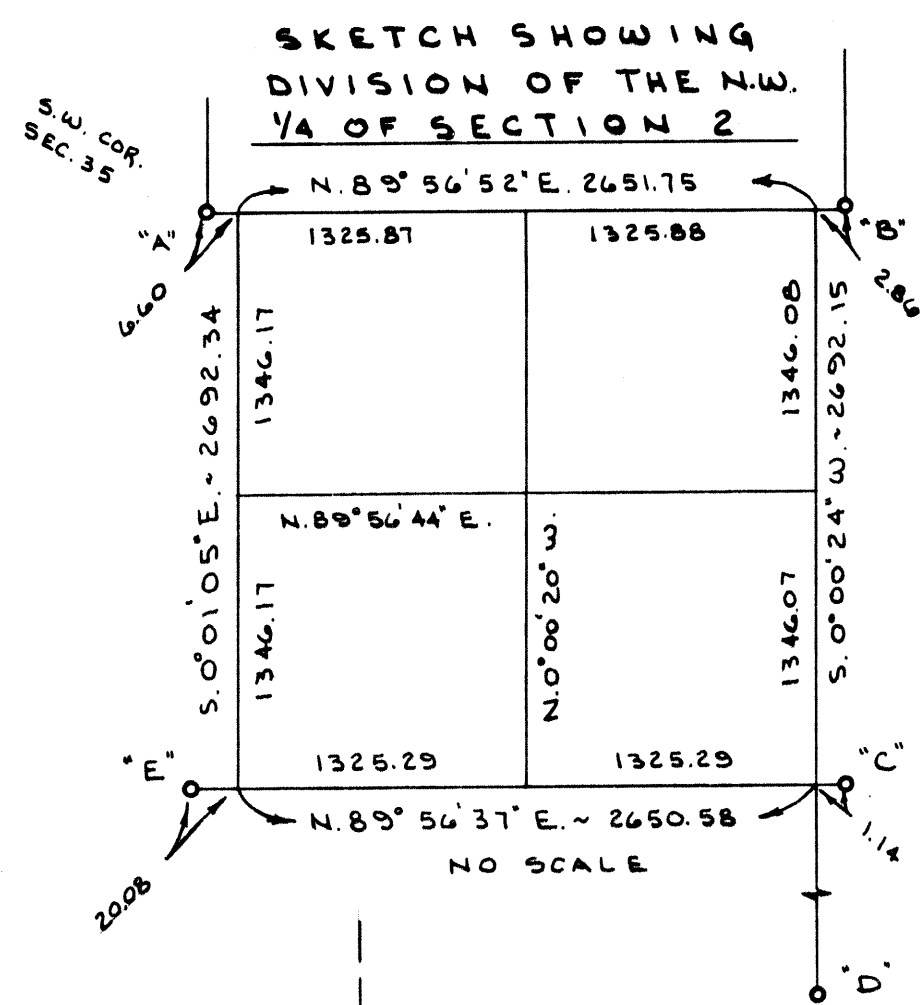 SKETCH SHOWING
DIVISION OF THE N.W.
1/4 OF SECTION 2
S.W. COR.
SEC. 35
N. 89° 56' 52" E. 2651.75
"A"
1325.87
1325.88
"B"
6.60
2.86
S. 0° 01' 05" E. ~ 2692.34
1346.17
1346.08
S. 0° 00' 24" W. ~ 2692.15
N. 89° 56' 44" E.
1346.17
N. 0° 00' 20" W.
1346.07
"E"
1325.29
1325.29
"C"
N. 89° 56' 37" E. ~ 2650.58
1.14
NO SCALE
20.08
"D"